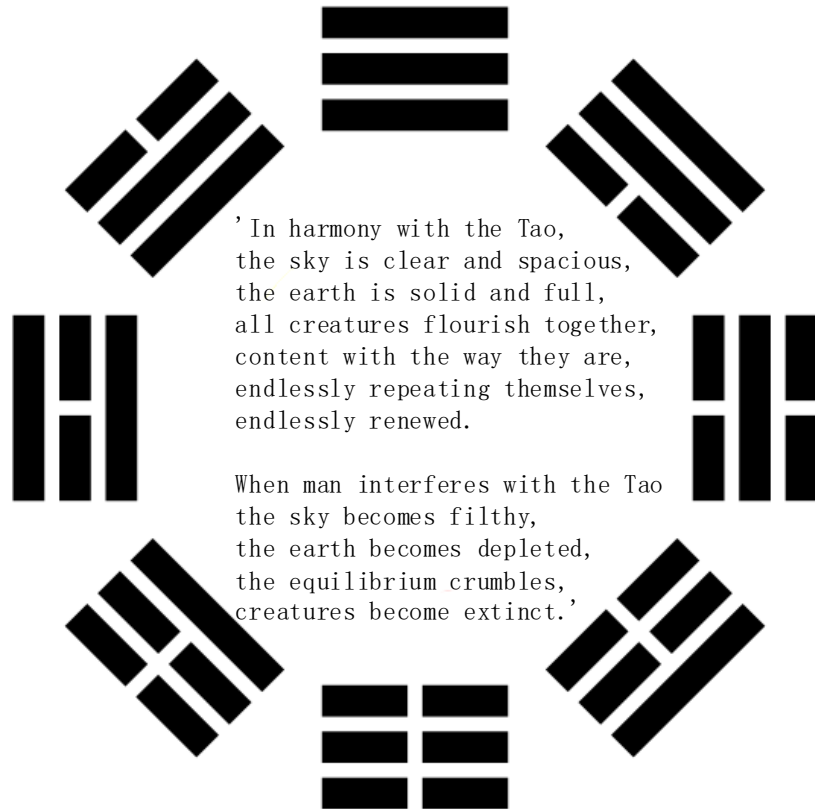 'In harmony with the Tao,
the sky is clear and spacious,
the earth is solid and full,
all creatures flourish together,
content with the way they are,
endlessly repeating themselves,
endlessly renewed.
When man interferes with the Tao
the sky becomes filthy,
the earth becomes depleted,
the equilibrium crumbles,
creatures become extinct.'